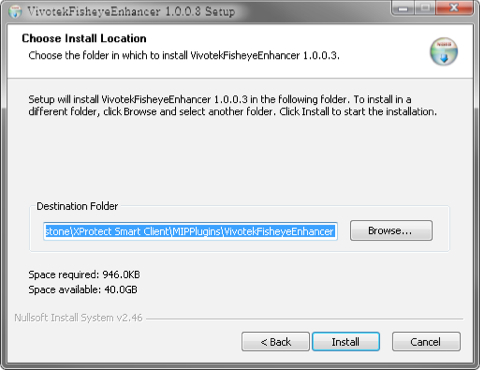 VivotekFisheyeEnhancer 1.0.0.3 Setup
Choose Install Location
Choose the folder in which to install VivotekFisheyeEnhancer 1.0.0.3.
Setup will install VivotekFisheyeEnhancer 1.0.0.3 in the following folder. To install in a
different folder, click Browse and select another folder. Click Install to start the installation.
Destination Folder
stone\XProtect Smart Client\MIPPlugins\VivotekFisheyeEnhancer
Browse...
Space required: 946.0KB
Space available: 40.0GB
Nullsoft Install System v2.46
< Back
Install
Cancel